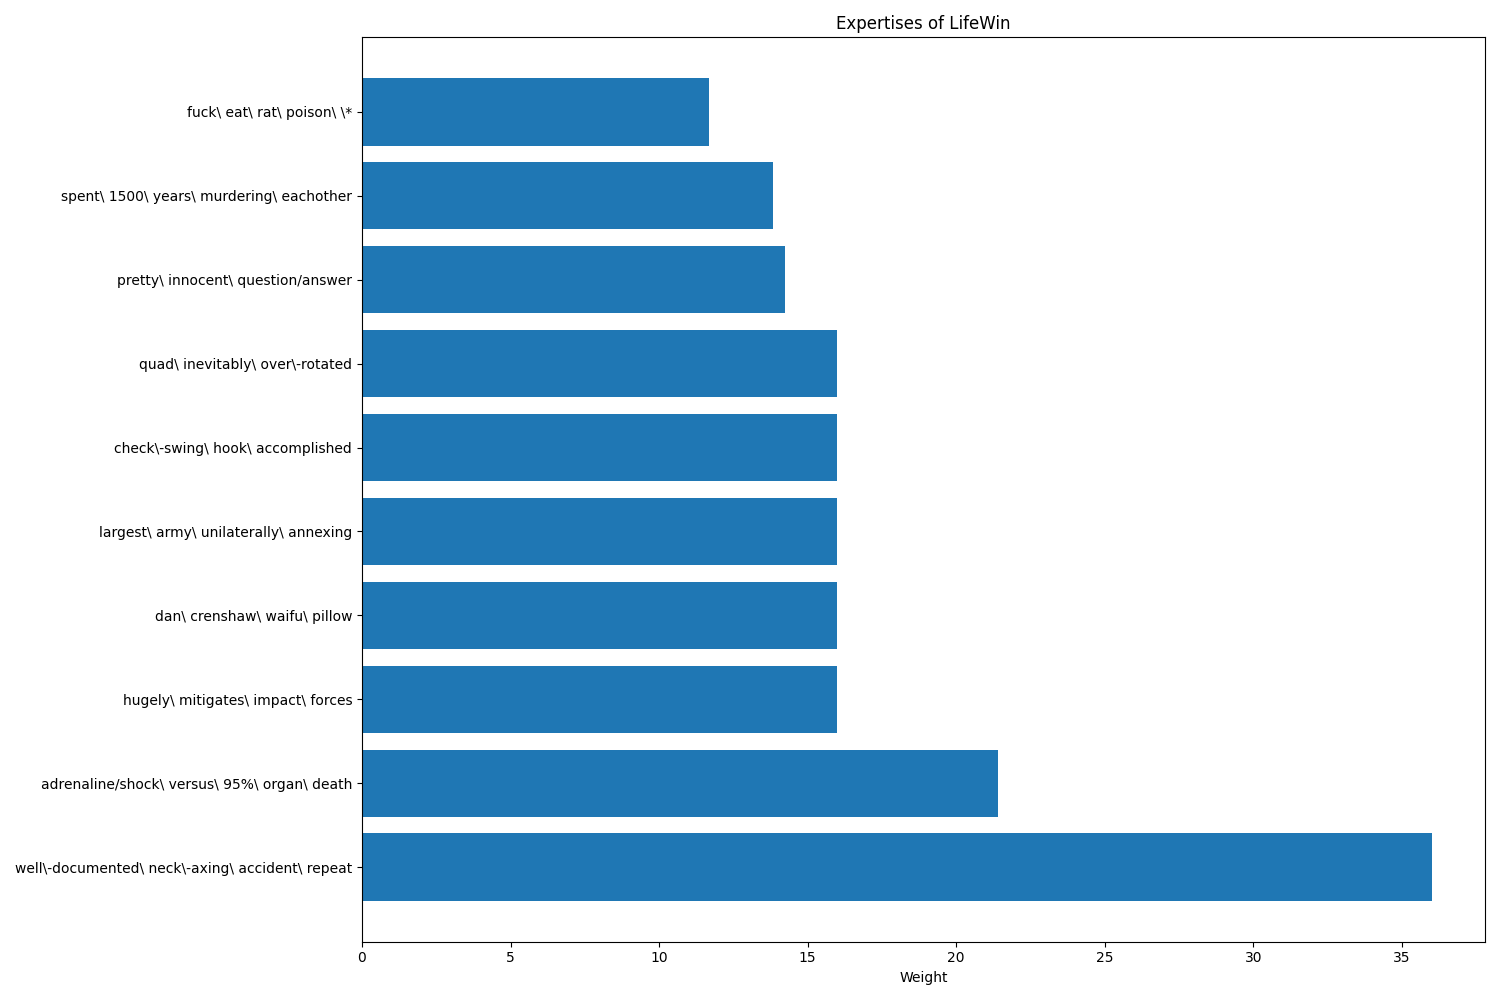 Expertises of LifeWin
fuck\ eat\ rat\ poison\ \*
spent\ 1500\ years\ murdering\ eachother
pretty\ innocent\ question/answer
quad\ inevitably\ over\-rotated
check\-swing\ hook\ accomplished
largest\ army\ unilaterally\ annexing
dan\ crenshaw\ waifu\ pillow
hugely\ mitigates\ impact\ forces
adrenaline/shock\ versus\ 95%\ organ\ death
well\-documented\ neck\-axing\ accident\ repeat
0 5 10 15 20 25 30 35
Weight